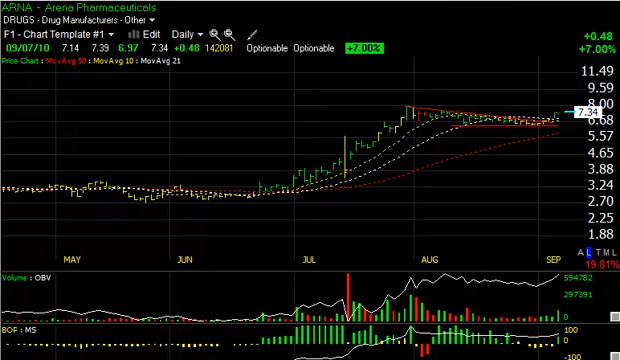 ARNA - Arena Pharmaceuticals
DRUGS - Drug Manufacturers - Other
F1 - Chart Template #1 Edit Daily +0.48
09/07/10 7.14 7.39 6.97 7.34 +0.48 142081 Optionable Optionable +7.00% +7.00%
Price Chart : MovAvg 50 : MovAvg 10 : MovAvg 21
11.49
9.59
8.00
7.34
6.68
5.57
4.65
3.88
3.24
2.70
2.25
1.88
A L T M L
MAY JUN JUL AUG SEP 19.81%
Volume : OBV 594782
297391
0
BOP : MS 100
0
-100